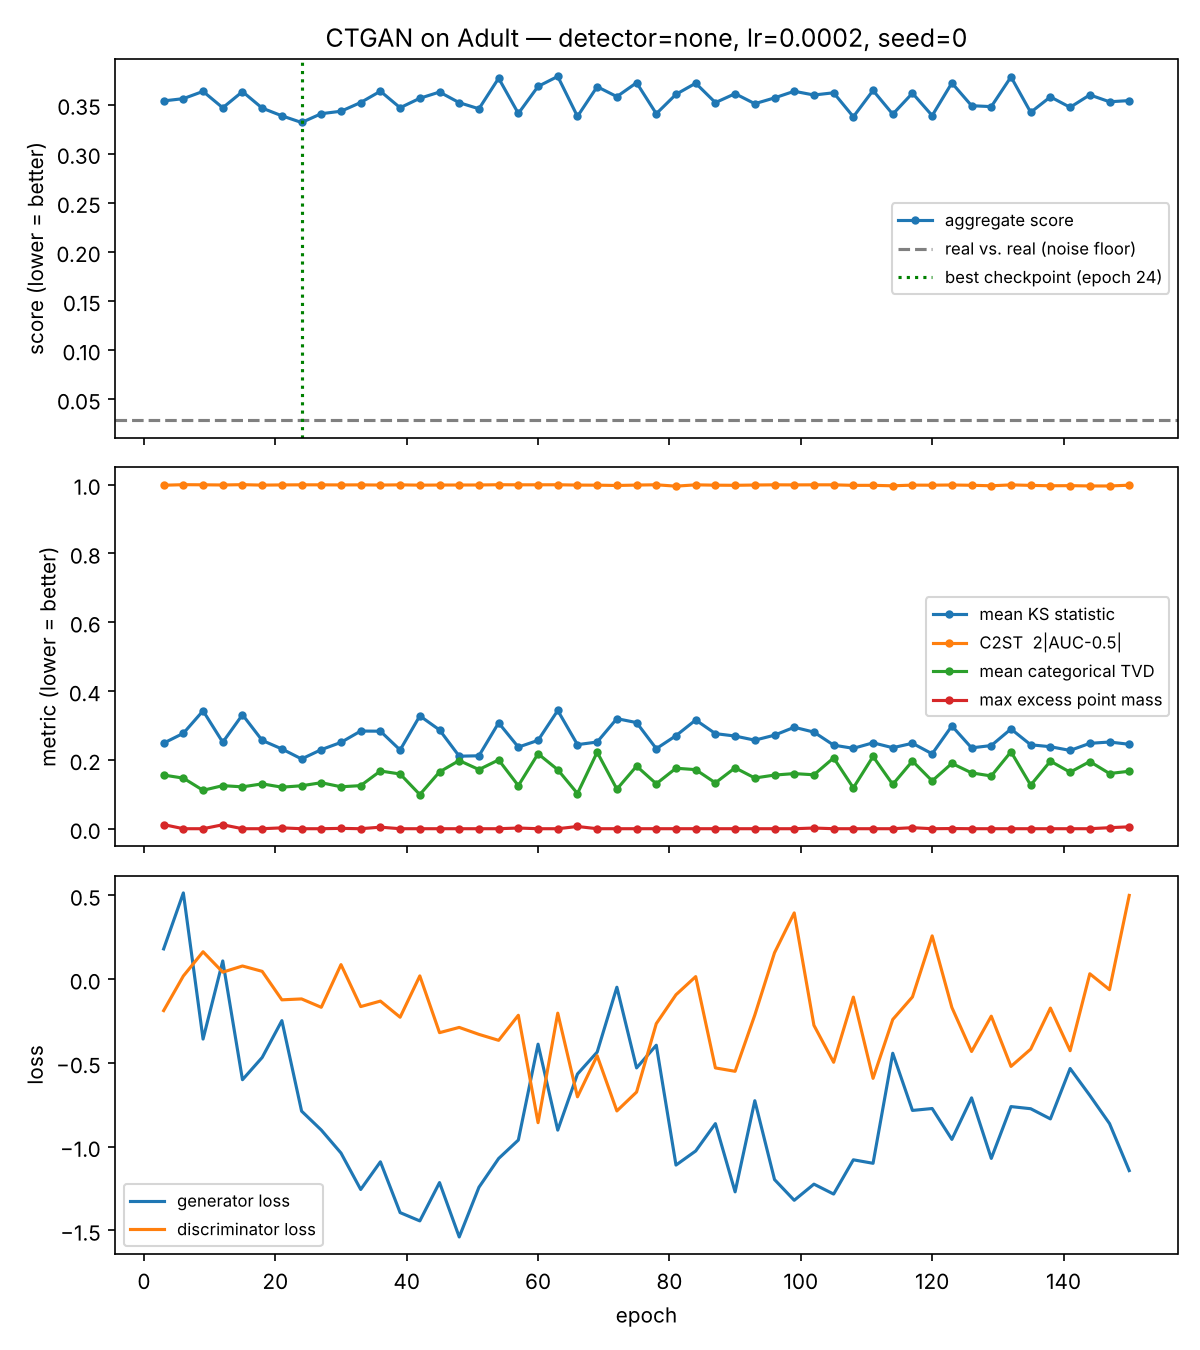 CTGAN on Adult — detector=none, lr=0.0002, seed=0
score (lower = better)
0.35
0.30
0.25
0.20
0.15
0.10
0.05
aggregate score
real vs. real (noise floor)
best checkpoint (epoch 24)
metric (lower = better)
1.0
0.8
0.6
0.4
0.2
0.0
mean KS statistic
C2ST  2|AUC-0.5|
mean categorical TVD
max excess point mass
loss
0.5
0.0
−0.5
−1.0
−1.5
generator loss
discriminator loss
0 20 40 60 80 100 120 140
epoch